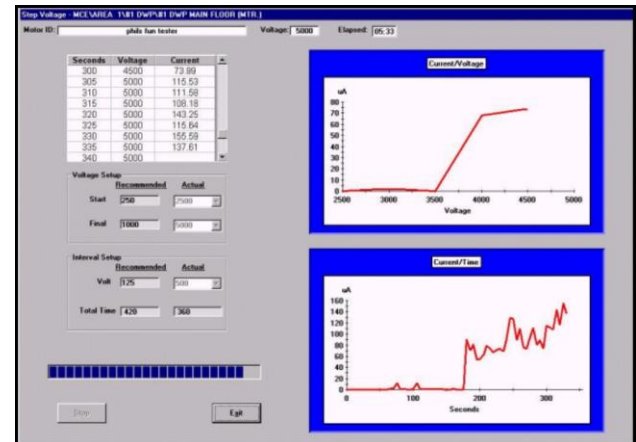 Step Voltage - MCE\AREA 1\81 DWP\81 DWP MAIN FLOOR (MTR.)
Motor ID: phils fun tester Voltage: 5000 Elapsed: 05:33
Seconds Voltage Current
300 4500 73.99
305 5000 115.53
310 5000 111.58
315 5000 108.18
320 5000 143.25
325 5000 115.64
330 5000 155.59
335 5000 137.61
340 5000
Voltage Setup
Recommended Actual
Start 250 2500
Final 1000 5000
Interval Setup
Recommended Actual
Volt 125 500
Total Time 420 360
Stop Exit
Current/Voltage
uA
80
70
60
50
40
30
20
10
0
2500 3000 3500 4000 4500 5000
Voltage
Current/Time
uA
160
140
120
100
80
60
40
20
0
0 100 200 300
Seconds